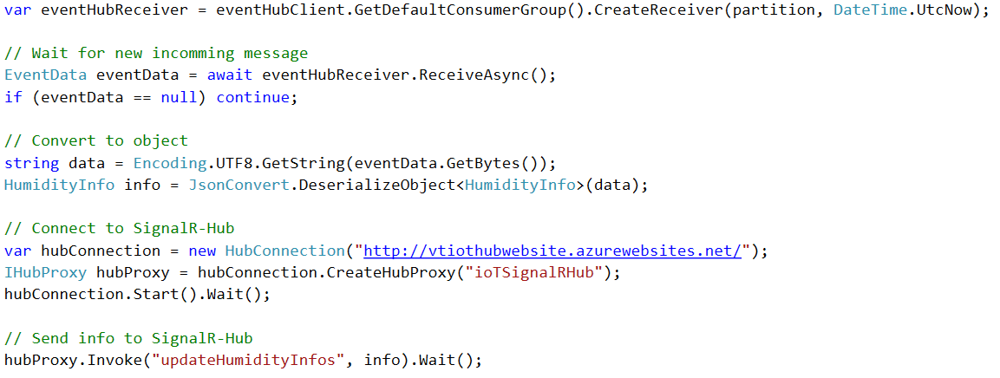 var eventHubReceiver = eventHubClient.GetDefaultConsumerGroup().CreateReceiver(partition, DateTime.UtcNow);
// Wait for new incomming message
EventData eventData = await eventHubReceiver.ReceiveAsync();
if (eventData == null) continue;
// Convert to object
string data = Encoding.UTF8.GetString(eventData.GetBytes());
HumidityInfo info = JsonConvert.DeserializeObject<HumidityInfo>(data);
// Connect to SignalR-Hub
var hubConnection = new HubConnection("http://vtiothubwebsite.azurewebsites.net/");
IHubProxy hubProxy = hubConnection.CreateHubProxy("ioTSignalRHub");
hubConnection.Start().Wait();
// Send info to SignalR-Hub
hubProxy.Invoke("updateHumidityInfos", info).Wait();